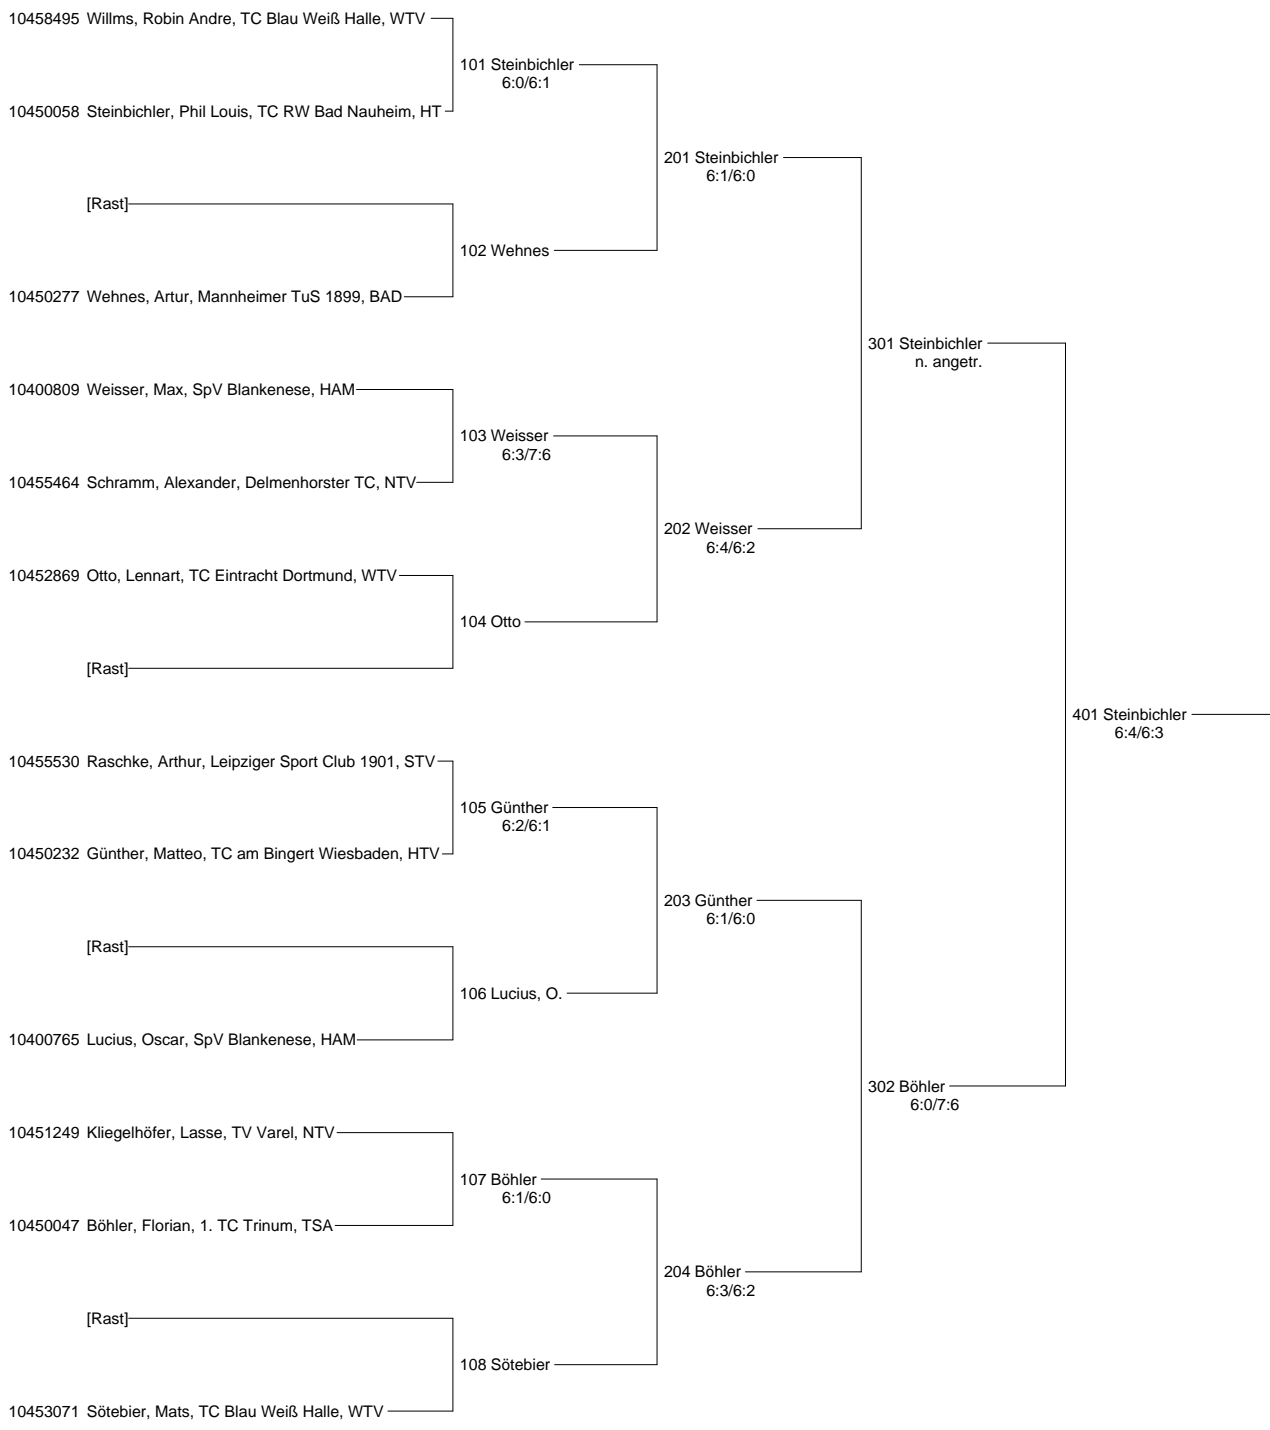 10458495 Willms, Robin Andre, TC Blau Weiß Halle, WTV
101 Steinbichler
6:0/6:1
10450058 Steinbichler, Phil Louis, TC RW Bad Nauheim, HT
201 Steinbichler
6:1/6:0
[Rast]
102 Wehnes
10450277 Wehnes, Artur, Mannheimer TuS 1899, BAD
301 Steinbichler
n. angetr.
10400809 Weisser, Max, SpV Blankenese, HAM
103 Weisser
6:3/7:6
10455464 Schramm, Alexander, Delmenhorster TC, NTV
202 Weisser
6:4/6:2
10452869 Otto, Lennart, TC Eintracht Dortmund, WTV
104 Otto
[Rast]
401 Steinbichler
6:4/6:3
10455530 Raschke, Arthur, Leipziger Sport Club 1901, STV
105 Günther
6:2/6:1
10450232 Günther, Matteo, TC am Bingert Wiesbaden, HTV
203 Günther
6:1/6:0
[Rast]
106 Lucius, O.
10400765 Lucius, Oscar, SpV Blankenese, HAM
302 Böhler
6:0/7:6
10451249 Kliegelhöfer, Lasse, TV Varel, NTV
107 Böhler
6:1/6:0
10450047 Böhler, Florian, 1. TC Trinum, TSA
204 Böhler
6:3/6:2
[Rast]
108 Sötebier
10453071 Sötebier, Mats, TC Blau Weiß Halle, WTV